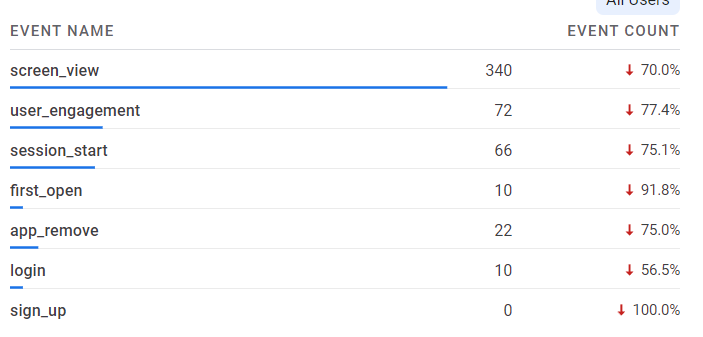 All Users
EVENT NAME EVENT COUNT
screen_view 340 ↓ 70.0%
user_engagement 72 ↓ 77.4%
session_start 66 ↓ 75.1%
first_open 10 ↓ 91.8%
app_remove 22 ↓ 75.0%
login 10 ↓ 56.5%
sign_up 0 ↓ 100.0%